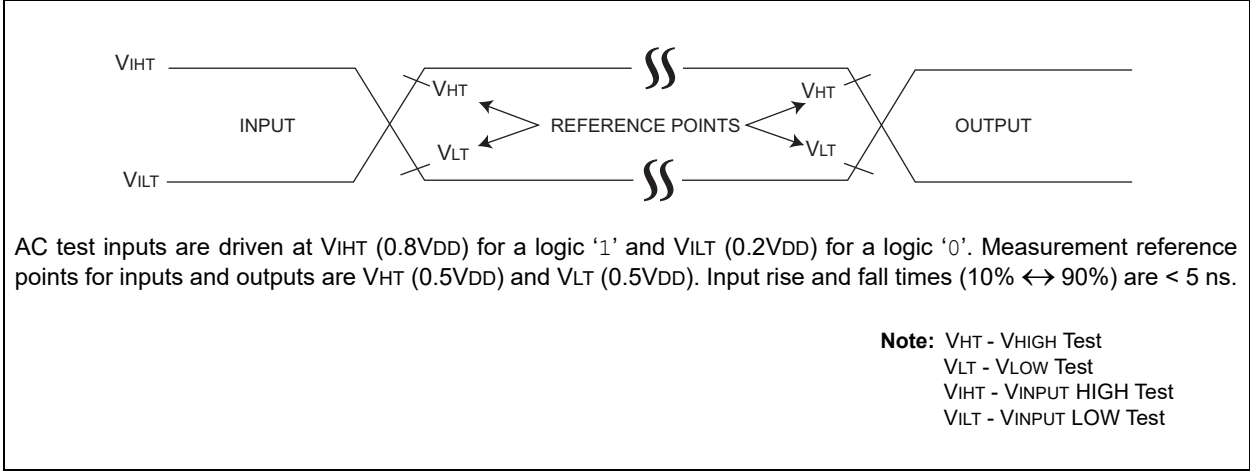 VIHT
VHT
VHT
INPUT
REFERENCE POINTS
OUTPUT
VLT
VLT
VILT
AC test inputs are driven at VIHT (0.8VDD) for a logic ‘1’ and VILT (0.2VDD) for a logic ‘0’. Measurement reference
points for inputs and outputs are VHT (0.5VDD) and VLT (0.5VDD). Input rise and fall times (10% ↔ 90%) are < 5 ns.
Note: VHT - VHIGH Test
VLT - VLOW Test
VIHT - VINPUT HIGH Test
VILT - VINPUT LOW Test